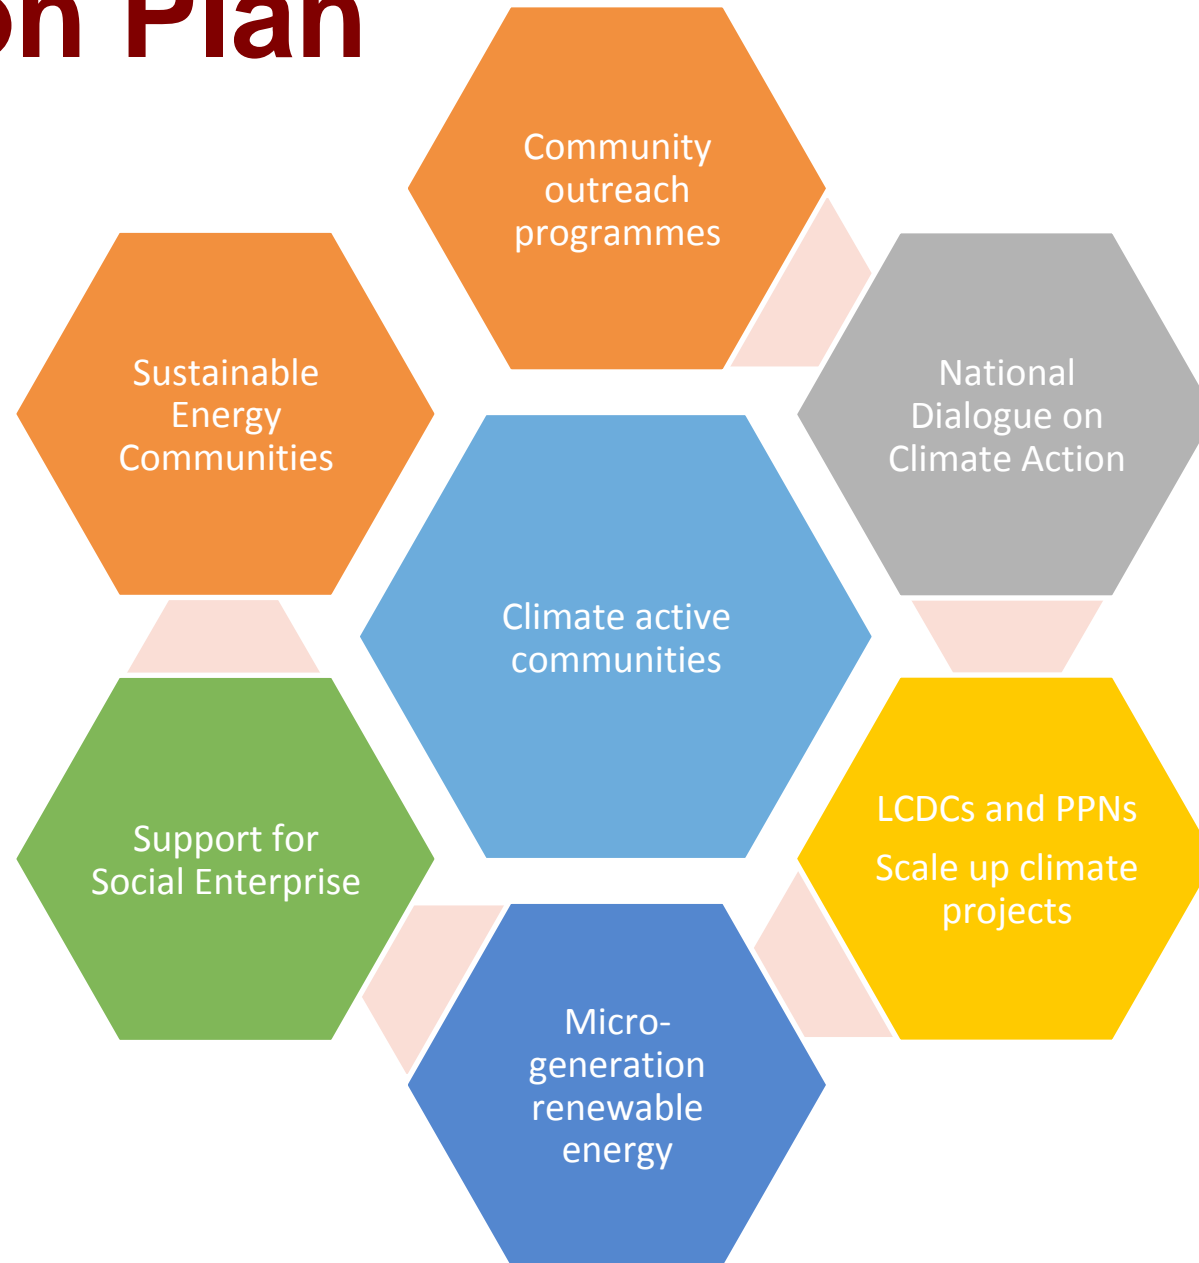 on Plan
Community
outreach
programmes
National
Dialogue on
Climate Action
Sustainable
Energy
Communities
Climate active
communities
LCDCs and PPNs
Scale up climate
projects
Support for
Social Enterprise
Micro-
generation
renewable
energy